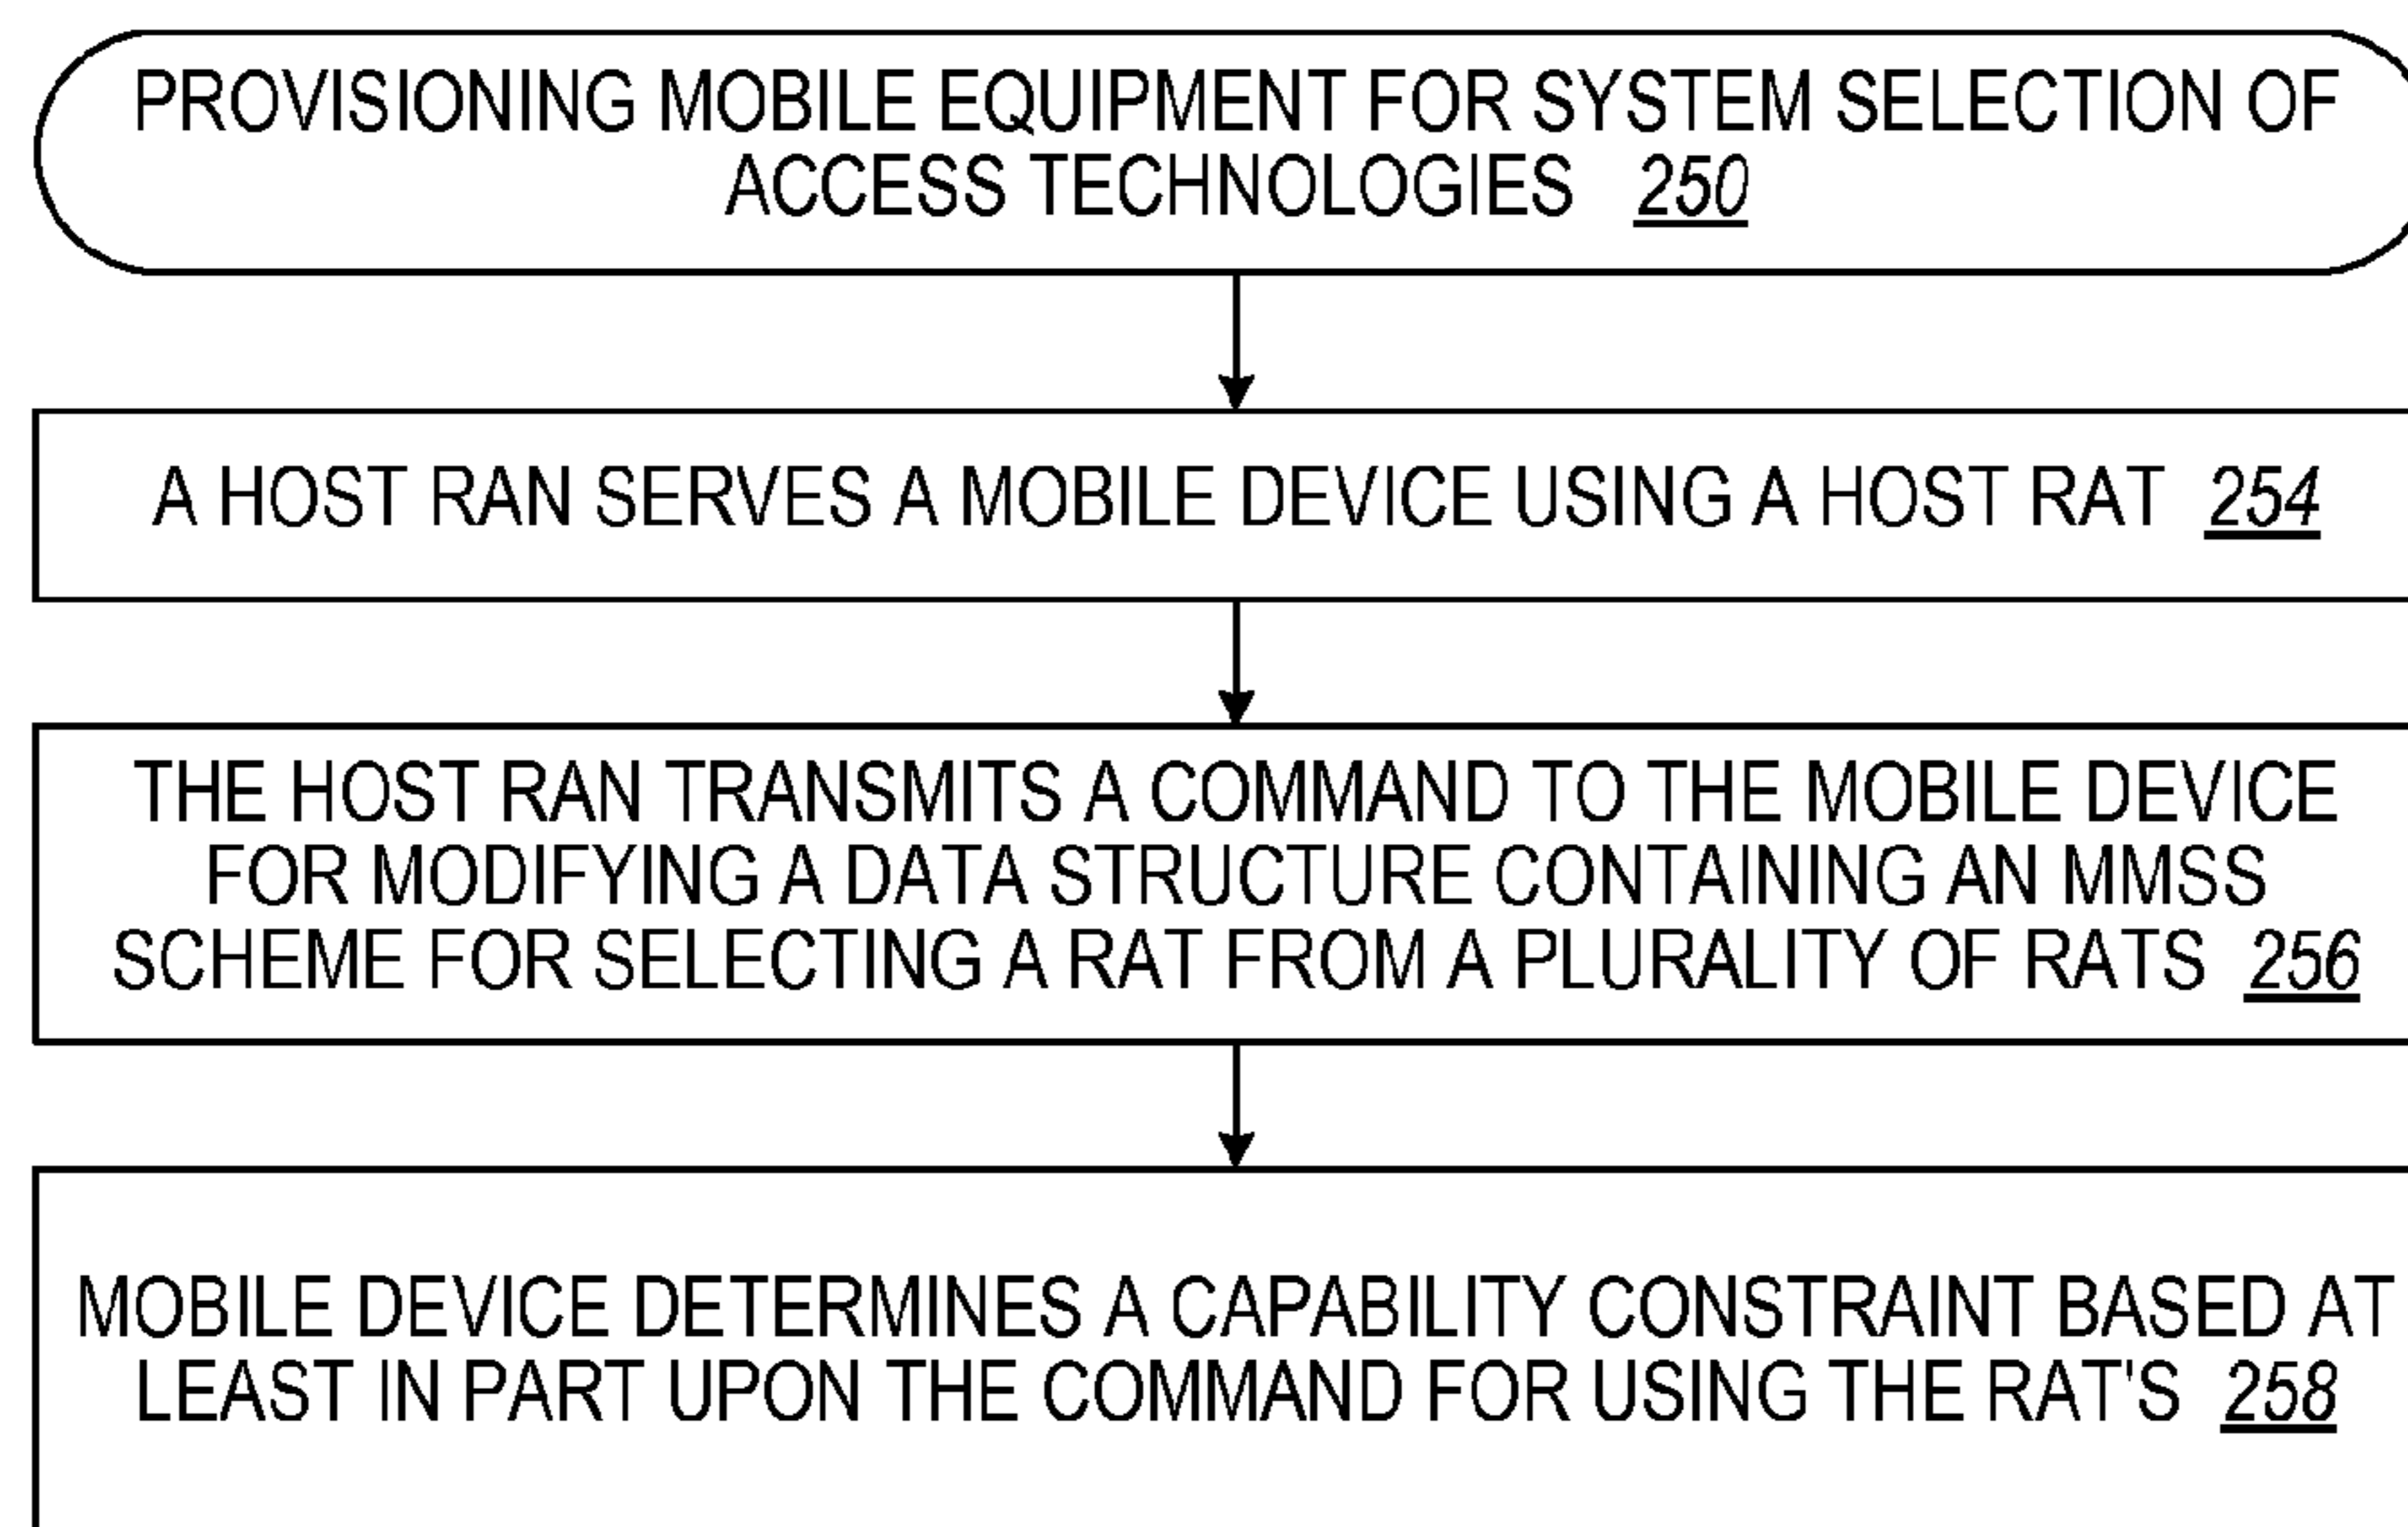 PROVISIONING MOBILE EQUIPMENT FOR SYSTEM SELECTION OF
ACCESS TECHNOLOGIES 250
A HOST RAN SERVES A MOBILE DEVICE USING A HOST RAT 254
THE HOST RAN TRANSMITS A COMMAND TO THE MOBILE DEVICE
FOR MODIFYING A DATA STRUCTURE CONTAINING AN MMSS
SCHEME FOR SELECTING A RAT FROM A PLURALITY OF RATS 256
MOBILE DEVICE DETERMINES A CAPABILITY CONSTRAINT BASED AT
LEAST IN PART UPON THE COMMAND FOR USING THE RAT'S 258